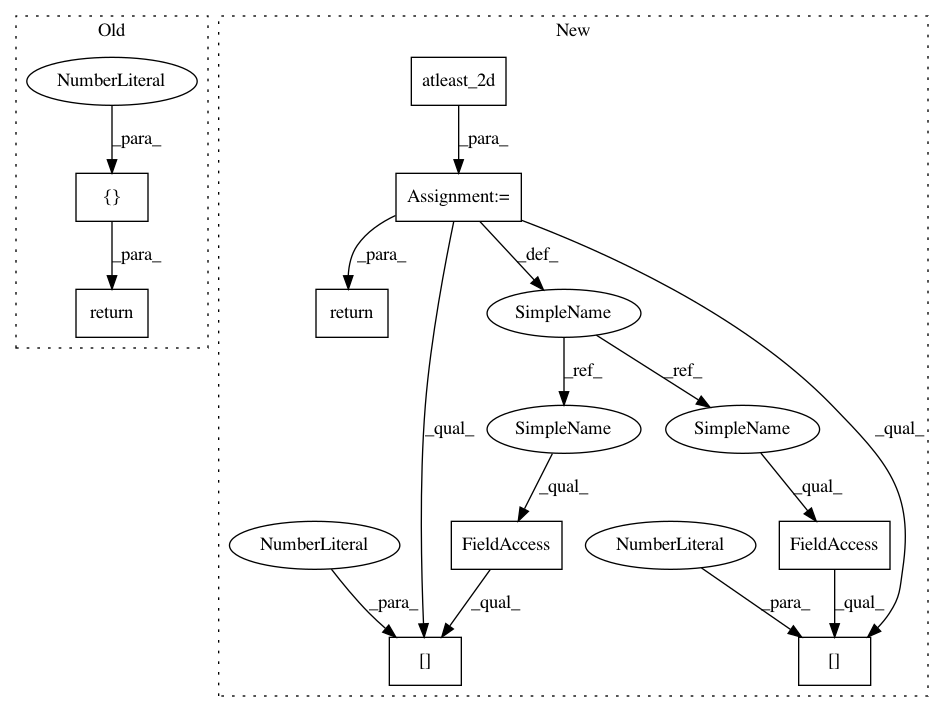 Old
New
NumberLiteral
atleast_2d
_para_
_para_
{}
Assignment:=
_para_
_para_
_def_
return
return
SimpleName
_ref_
_ref_
_qual_
_qual_
SimpleName
SimpleName
_qual_
_qual_
NumberLiteral
FieldAccess
NumberLiteral
FieldAccess
_para_
_qual_
_para_
_qual_
[]
[]